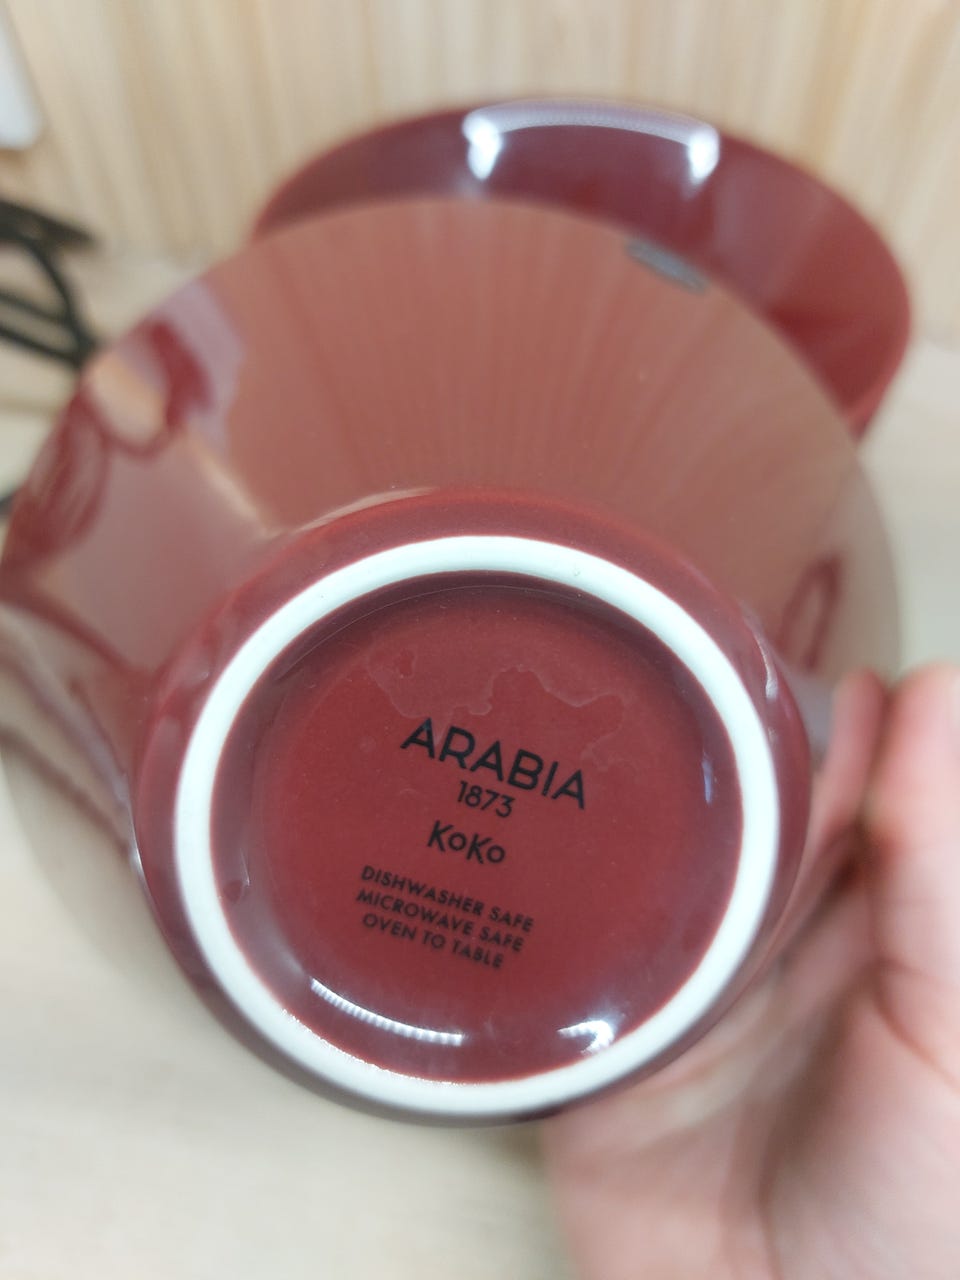 ARABIA
1873
KoKo
DISHWASHER SAFE
MICROWAVE SAFE
OVEN TO TABLE